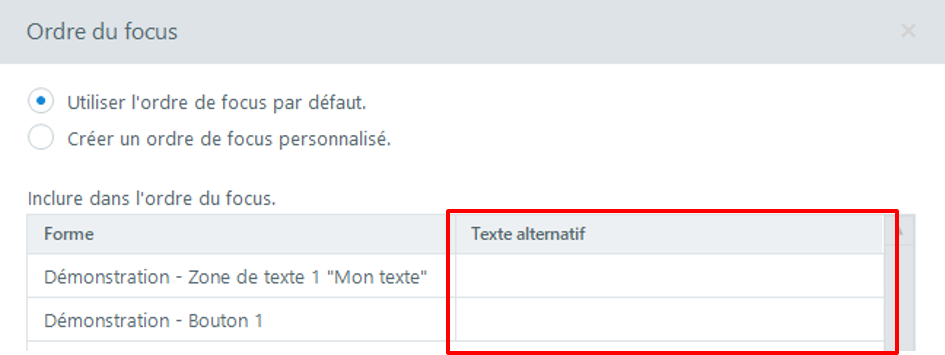 Ordre du focus
Utiliser l'ordre de focus par défaut.
Créer un ordre de focus personnalisé.
Inclure dans l'ordre du focus.
Forme Texte alternatif
Démonstration - Zone de texte 1 "Mon texte"
Démonstration - Bouton 1